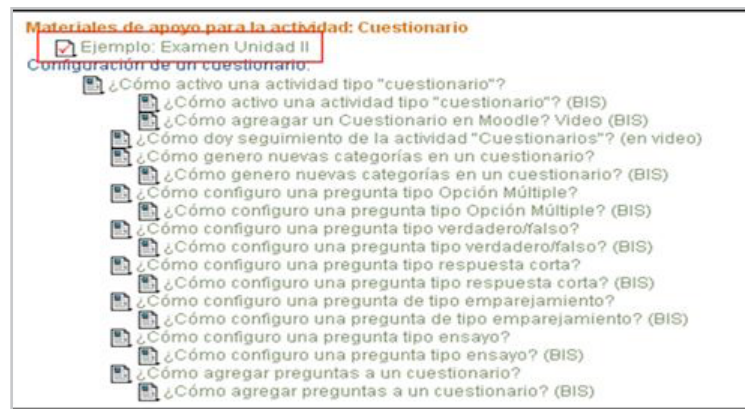 Materiales de apoyo para la actividad: Cuestionario
Ejemplo: Examen Unidad II
Configuración de un cuestionario:
¿Cómo activo una actividad tipo "cuestionario"?
¿Cómo activo una actividad tipo "cuestionario"? (BIS)
¿Cómo agreagar un Cuestionario en Moodle? Video (BIS)
¿Cómo doy seguimiento de la actividad "Cuestionarios"? (en video)
¿Cómo genero nuevas categorías en un cuestionario?
¿Cómo genero nuevas categorías en un cuestionario? (BIS)
¿Cómo configuro una pregunta tipo Opción Múltiple?
¿Cómo configuro una pregunta tipo Opción Múltiple? (BIS)
¿Cómo configuro una pregunta tipo verdadero/falso?
¿Cómo configuro una pregunta tipo verdadero/falso? (BIS)
¿Cómo configuro una pregunta tipo respuesta corta?
¿Cómo configuro una pregunta tipo respuesta corta? (BIS)
¿Cómo configuro una pregunta de tipo emparejamiento?
¿Cómo configuro una pregunta de tipo emparejamiento? (BIS)
¿Cómo configuro una pregunta tipo ensayo?
¿Cómo configuro una pregunta tipo ensayo? (BIS)
¿Cómo agregar preguntas a un cuestionario?
¿Cómo agregar preguntas a un cuestionario? (BIS)